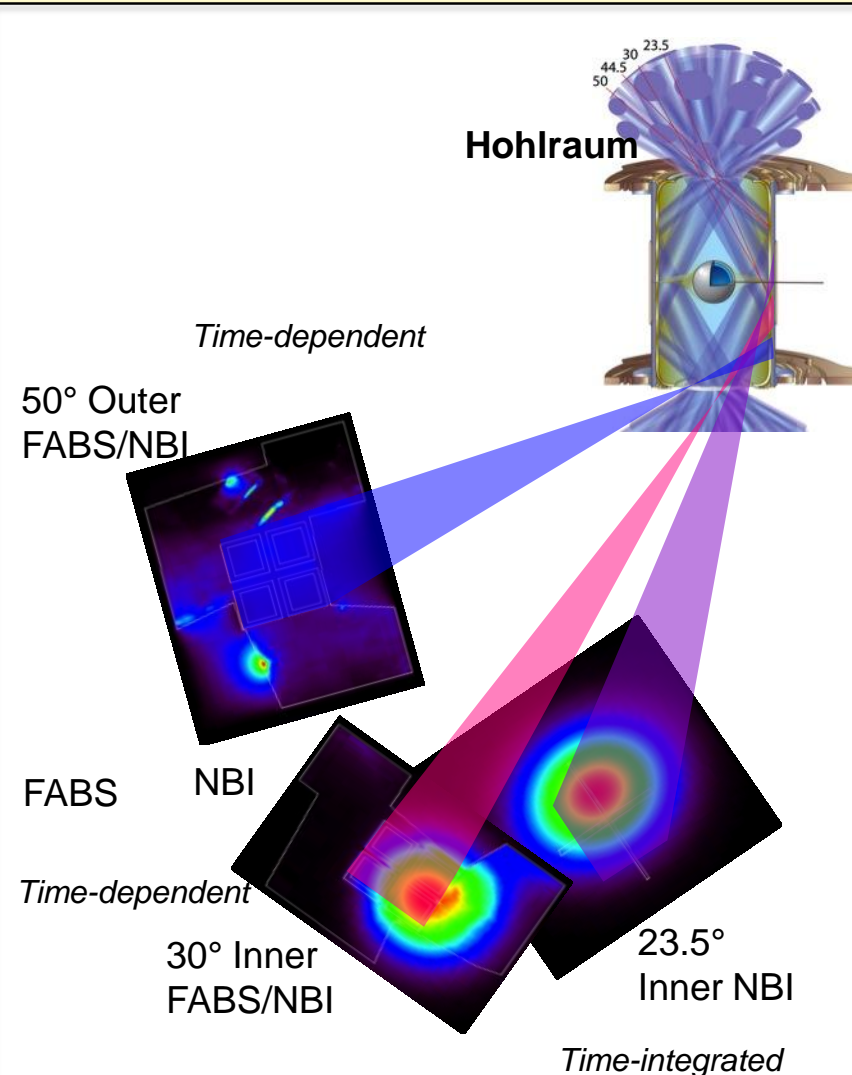 23.5
30
44.5
50
Hohlraum
Time-dependent
50° Outer
FABS/NBI
NBI
FABS
Time-dependent
30° Inner
FABS/NBI
23.5°
Inner NBI
Time-integrated